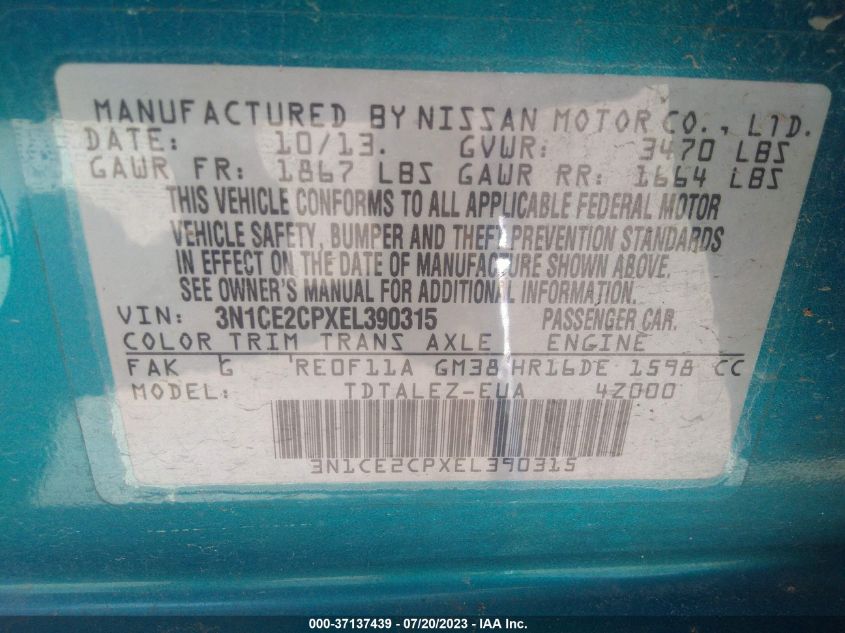 MANUFACTURED BY NISSAN MOTOR CO., LTD.
DATE: 10/13. GVWR: 3470 LBS
GAWR FR: 1867 LBS GAWR RR: 1664 LBS
THIS VEHICLE CONFORMS TO ALL APPLICABLE FEDERAL MOTOR
VEHICLE SAFETY, BUMPER AND THEFT PREVENTION STANDARDS
IN EFFECT ON THE DATE OF MANUFACTURE SHOWN ABOVE.
SEE OWNER'S MANUAL FOR ADDITIONAL INFORMATION.
VIN: 3N1CE2CPXEL390315 PASSENGER CAR.
COLOR TRIM TRANS AXLE ENGINE
FAK G RE0F11A GM38 HR16DE 1598 CC
MODEL: TDTALEZ-EUA 4Z000
3N1CE2CPXEL390315
000-37137439 - 07/20/2023 - IAA Inc.